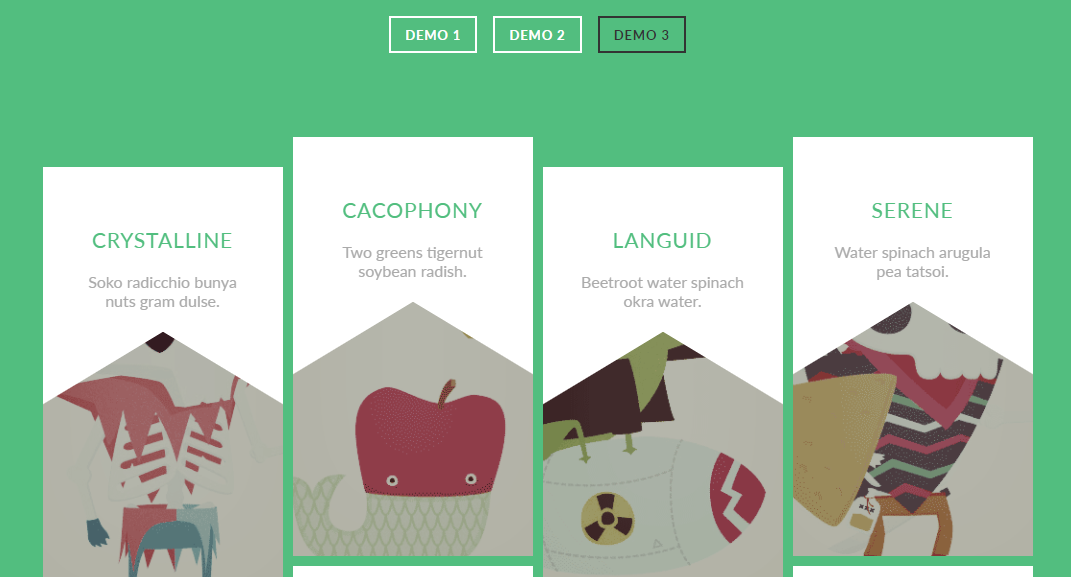 DEMO 1
DEMO 2
DEMO 3
CRYSTALLINE
Soko radicchio bunya
nuts gram dulse.
CACOPHONY
Two greens tigernut
soybean radish.
LANGUID
Beetroot water spinach
okra water.
SERENE
Water spinach arugula
pea tatsoi.